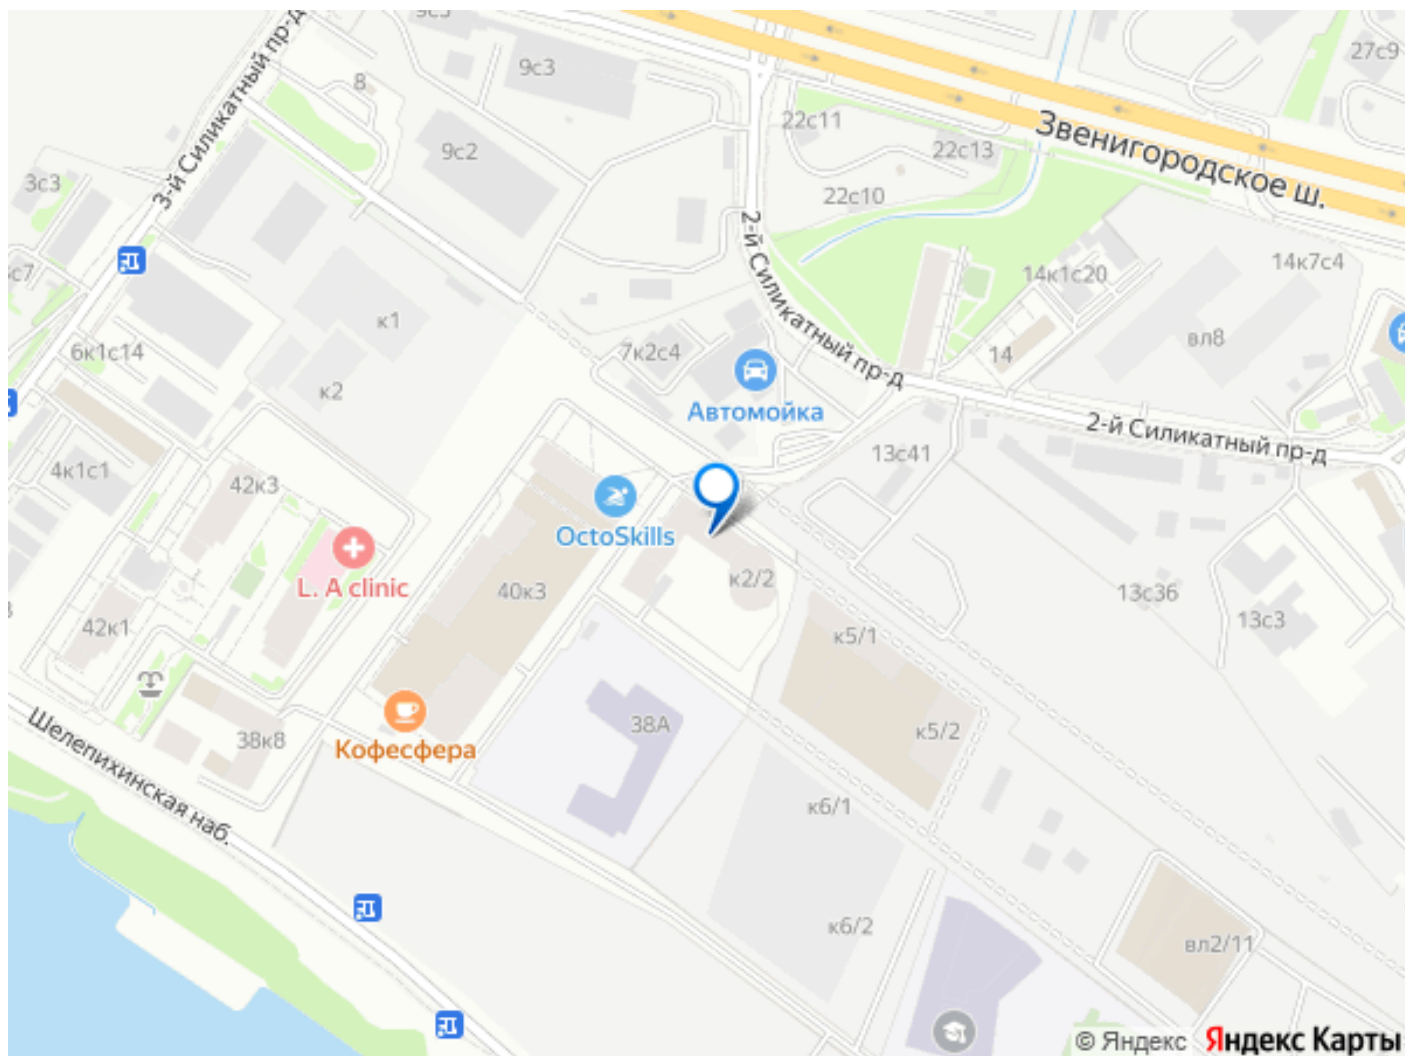 9с3
27с9
3-й Силикатный пр-д
8
9с3
22с11
Звенигородское ш.
9с2
22с13
3с3
22с10
2-й Силикатный пр-д
14к1с20
14к7с4
к1
6к1с14
7к2с4
14
вл8
к2
Автомойка
2-й Силикатный пр-д
4к1с1
42к3
13с41
OctoSkills
L. A clinic
40к3
к2/2
13с36
13с3
42к1
к5/1
Шелепихинская наб.
38к8
Кофесфера
38А
к5/2
к6/1
к6/2
вл2/11
© Яндекс Яндекс Карты